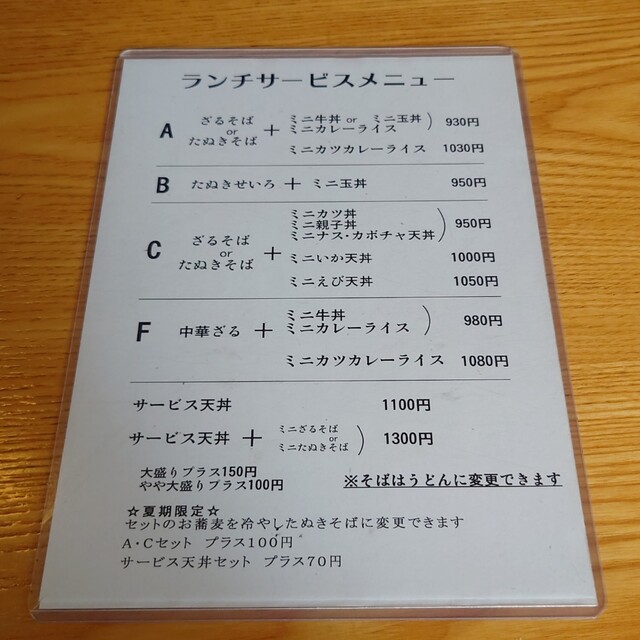 ランチサービスメニュー
A ざるそば or たぬきそば + ミニ牛丼 or ミニ玉丼 ミニカレーライス ) 930円
ミニカツカレーライス 1030円
B たぬきせいろ + ミニ玉丼 950円
C ざるそば or たぬきそば + ミニカツ丼 ミニ親子丼 ミニナス・カボチャ天丼 ) 950円
ミニいか天丼 1000円
ミニえび天丼 1050円
F 中華ざる + ミニ牛丼 ミニカレーライス ) 980円
ミニカツカレーライス 1080円
サービス天丼 1100円
サービス天丼 + ミニざるそば or ミニたぬきそば ) 1300円
大盛りプラス150円
やや大盛りプラス100円
※そばはうどんに変更できます
☆夏期限定☆
セットのお蕎麦を冷やしたぬきそばに変更できます
A・Cセット プラス100円
サービス天丼セット プラス70円